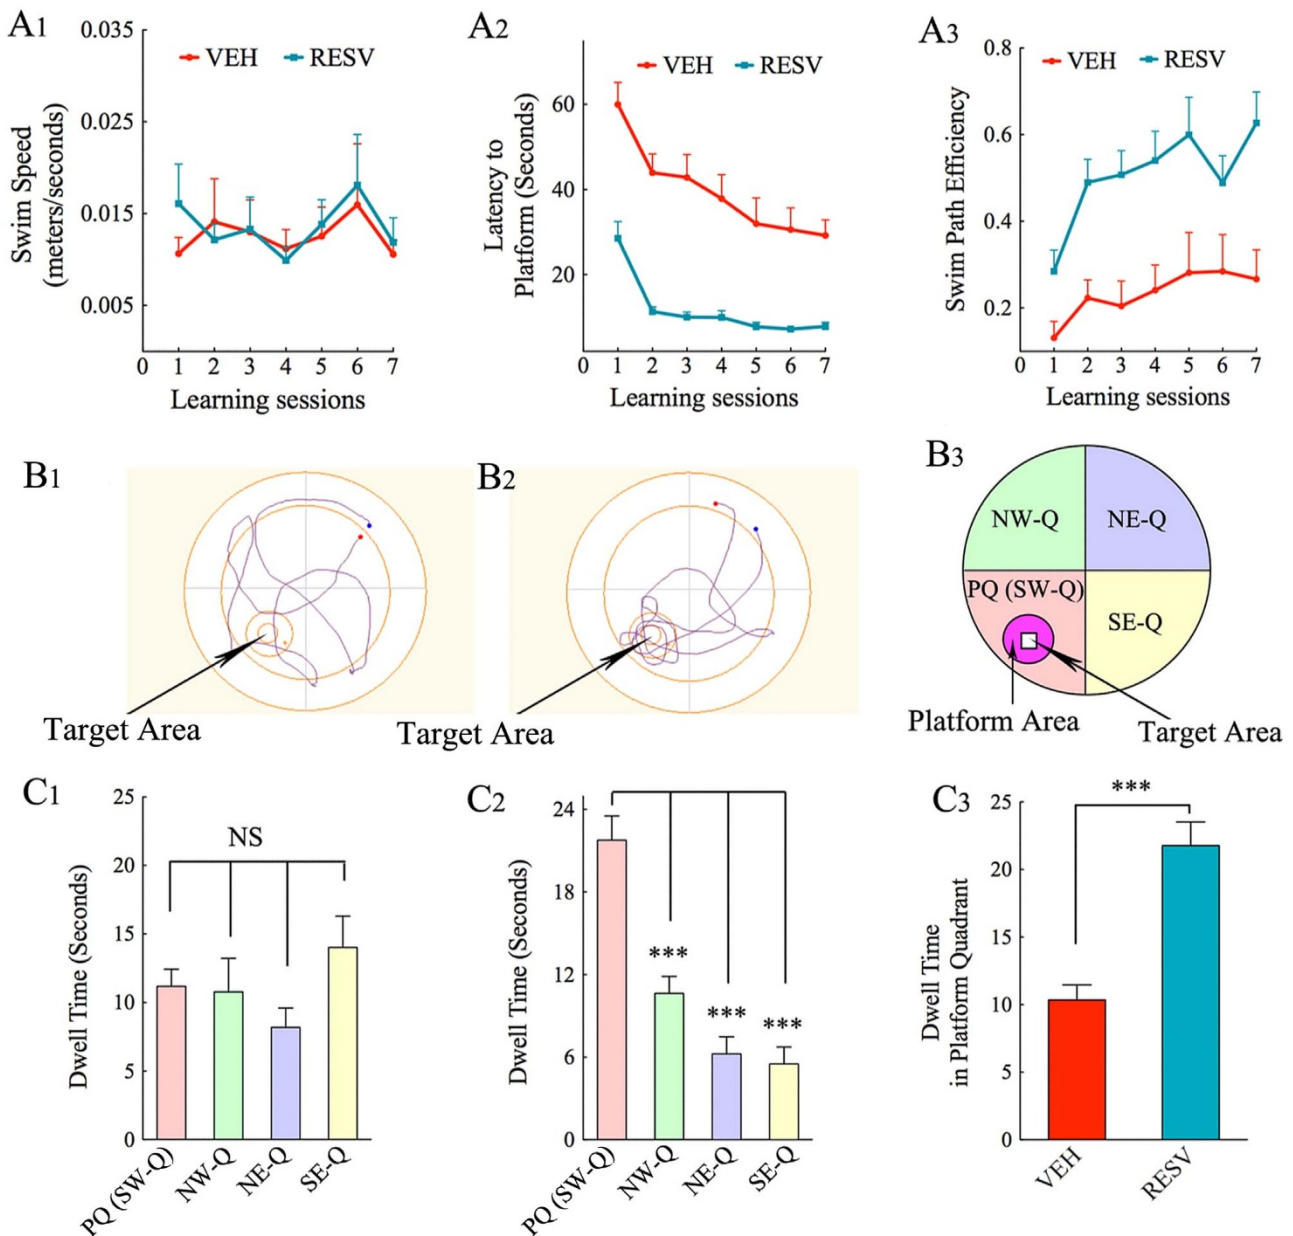 A1
0.035
0.025
0.015
0.005
Swim Speed
(meters/seconds)
VEH
RESV
0 1 2 3 4 5 6 7
Learning sessions
A2
60
40
20
Latency to
Platform (Seconds)
VEH
RESV
0 1 2 3 4 5 6 7
Learning sessions
A3
0.8
0.6
0.4
0.2
Swim Path Efficiency
VEH
RESV
0 1 2 3 4 5 6 7
Learning sessions
B1
Target Area
B2
Target Area
B3
NW-Q
NE-Q
PQ (SW-Q)
SE-Q
Platform Area
Target Area
C1
25
20
15
10
5
0
Dwell Time (Seconds)
NS
PQ (SW-Q)
NW-Q
NE-Q
SE-Q
C2
24
18
12
6
0
Dwell Time (Seconds)
***
***
***
PQ (SW-Q)
NW-Q
NE-Q
SE-Q
C3
***
25
20
15
10
5
0
Dwell Time
in Platform Quadrant
VEH
RESV